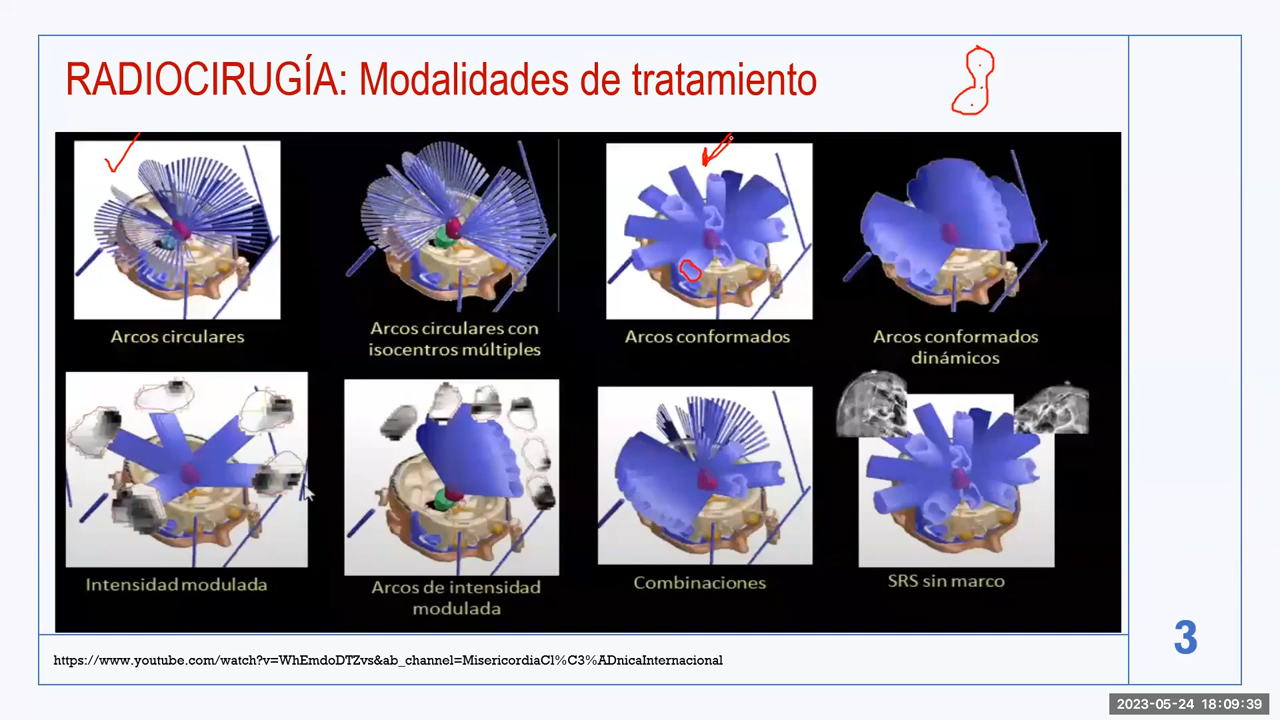 RADIOCIRUGÍA: Modalidades de tratamiento
Arcos circulares
Arcos circulares con
isocentros múltiples
Arcos conformados
Arcos conformados
dinámicos
Intensidad modulada
Arcos de intensidad
modulada
Combinaciones
SRS sin marco
3
https://www.youtube.com/watch?v=WhEmdoDTZvs&ab_channel=MisericordiaCl%C3%ADnicaInternacional
2023-05-24 18:09:39